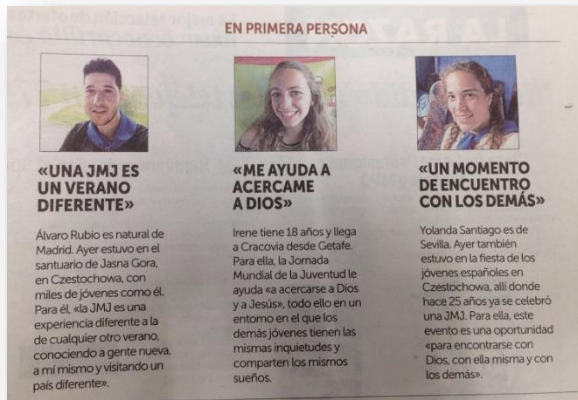 EN PRIMERA PERSONA
«UNA JMJ ES
UN VERANO
DIFERENTE»
Álvaro Rubio es natural de
Madrid. Ayer estuvo en el
santuario de Jasna Gora,
en Czestochowa, con
miles de jóvenes como él.
Para él, «la JMJ es una
experiencia diferente a la
de cualquier otro verano,
conociendo a gente nueva,
a mí mismo y visitando un
país diferente».
«ME AYUDA A
ACERCAME
A DIOS»
Irene tiene 18 años y llega
a Cracovia desde Getafe.
Para ella, la Jornada
Mundial de la Juventud le
ayuda «a acercarse a Dios
y a Jesús», todo ello en un
entorno en el que los
demás jóvenes tienen las
mismas inquietudes y
comparten los mismos
sueños.
«UN MOMENTO
DE ENCUENTRO
CON LOS DEMÁS»
Yolanda Santiago es de
Sevilla. Ayer también
estuvo en la fiesta de los
jóvenes españoles en
Czestochowa, allí donde
hace 25 años ya se celebró
una JMJ. Para ella, este
evento es una oportunidad
«para encontrarse con
Dios, con ella misma y con
los demás».